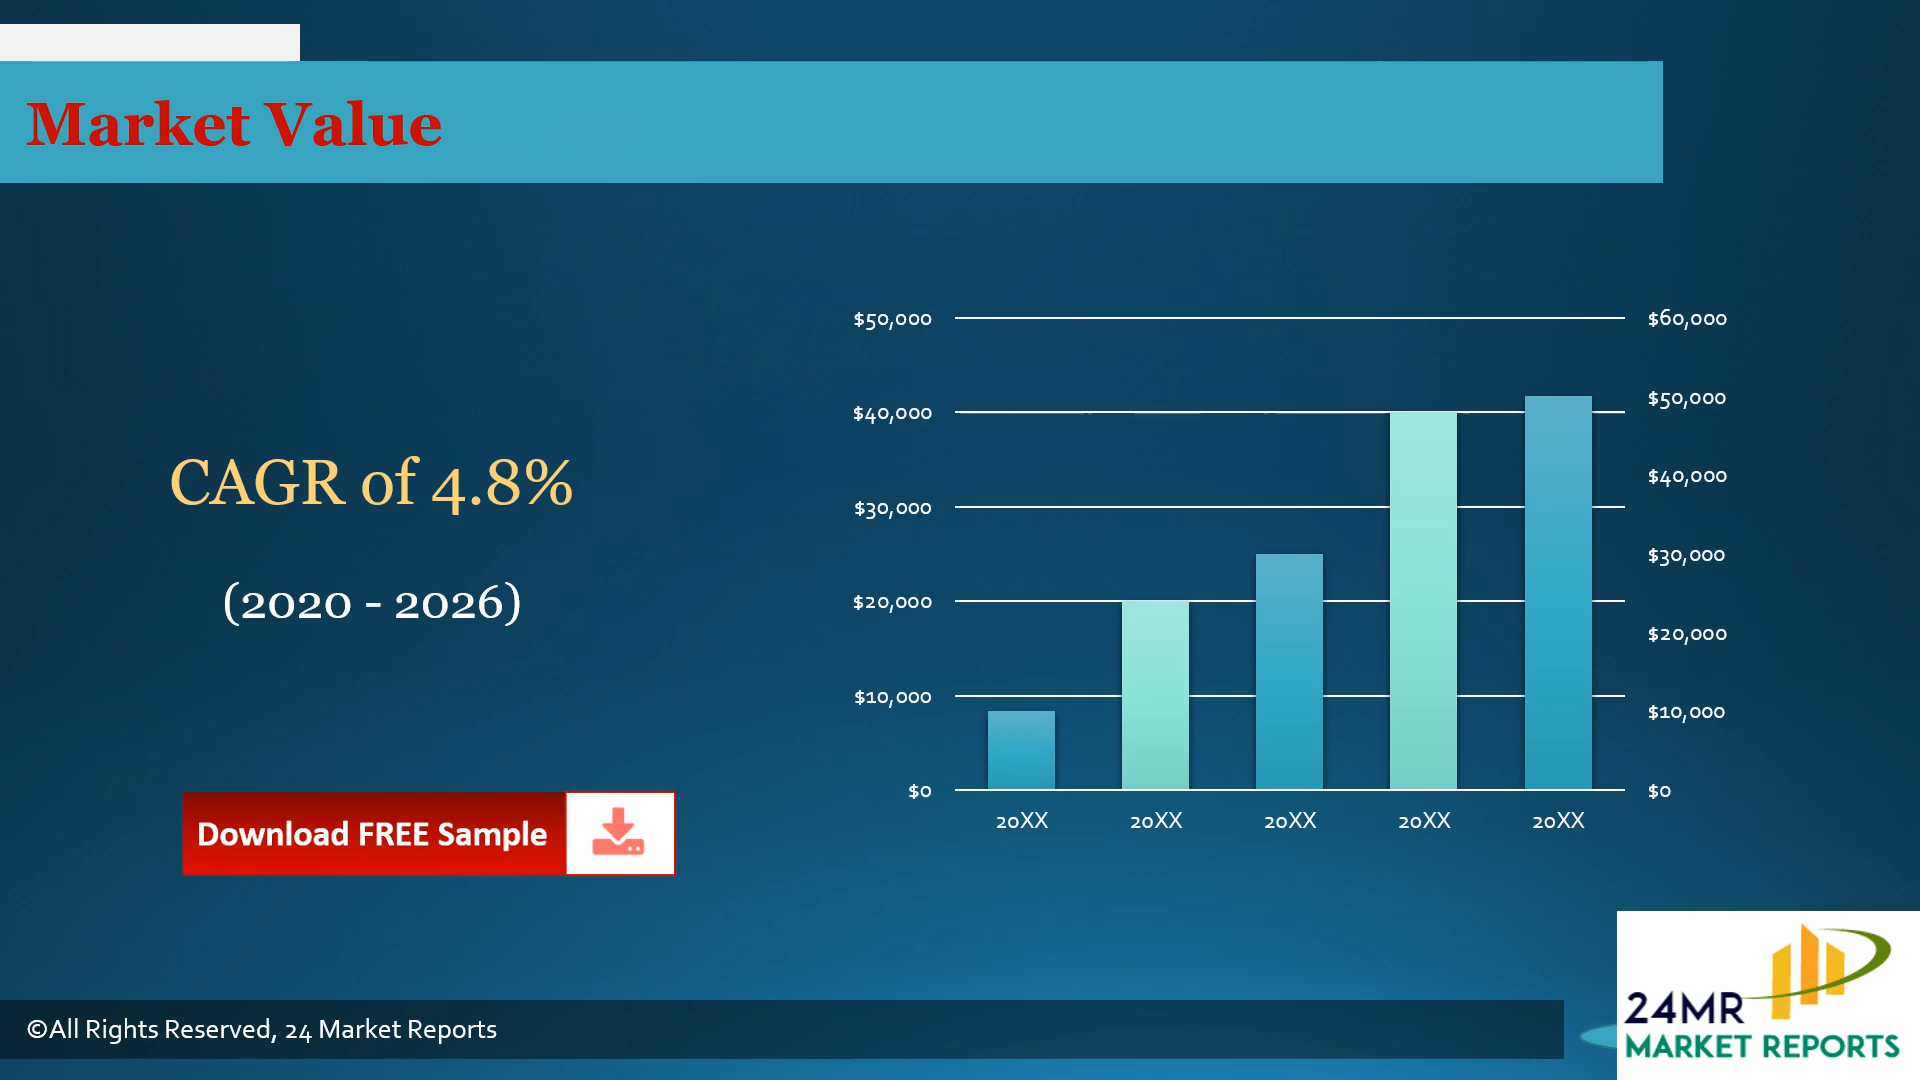 Market Value
CAGR of 4.8%
(2020 - 2026)
Download FREE Sample
$50,000
$40,000
$30,000
$20,000
$10,000
$0
$60,000
$50,000
$40,000
$30,000
$20,000
$10,000
$0
20XX 20XX 20XX 20XX 20XX
©All Rights Reserved, 24 Market Reports
24MR
MARKET REPORTS